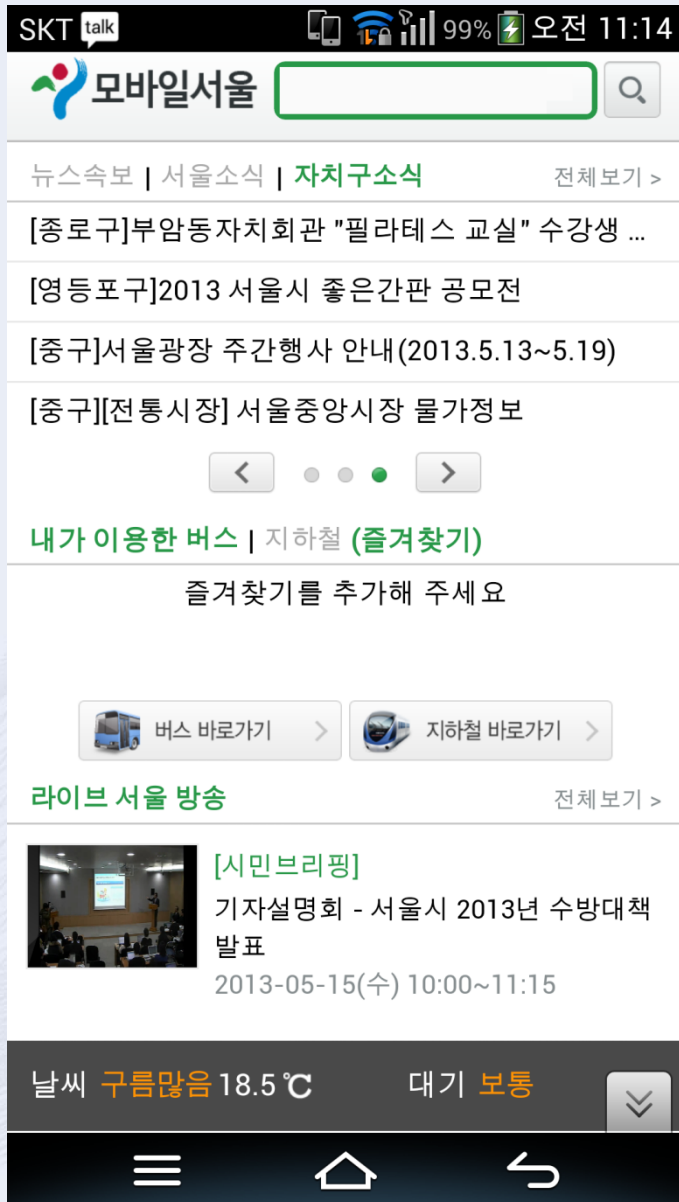 SKT talk 99% 오전 11:14
모바일서울
뉴스속보 | 서울소식 | 자치구소식 전체보기 >
[종로구]부암동자치회관 "필라테스 교실" 수강생 ...
[영등포구]2013 서울시 좋은간판 공모전
[중구]서울광장 주간행사 안내(2013.5.13~5.19)
[중구][전통시장] 서울중앙시장 물가정보
내가 이용한 버스 | 지하철 (즐겨찾기)
즐겨찾기를 추가해 주세요
버스 바로가기 지하철 바로가기
라이브 서울 방송 전체보기 >
[시민브리핑]
기자설명회 - 서울시 2013년 수방대책
발표
2013-05-15(수) 10:00~11:15
날씨 구름많음 18.5 ℃ 대기 보통